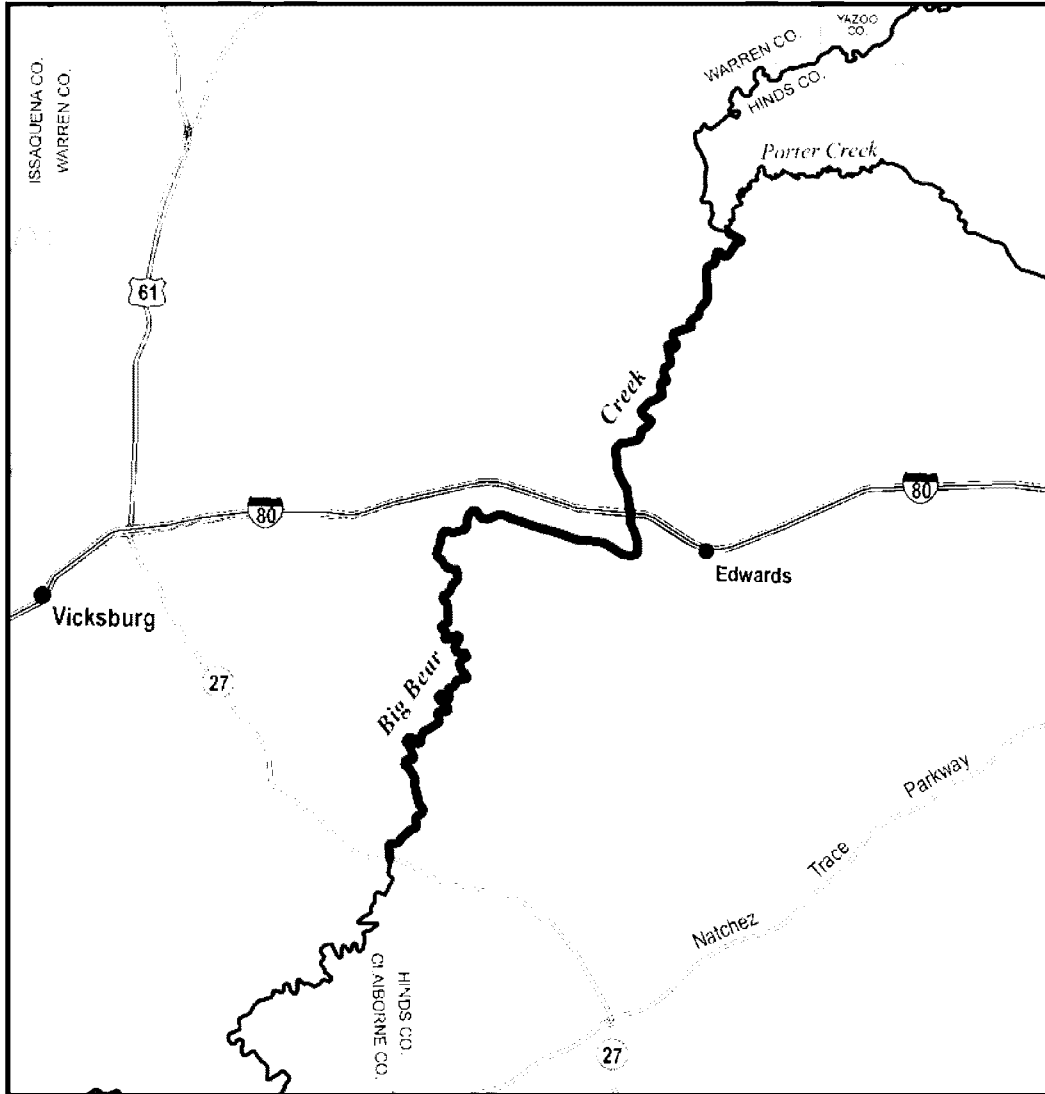 YAZOO
CO.
WARREN CO.
HINDS CO.
ISSAQUENA CO.
WARREN CO.
Porter Creek
61
Creek
80
80
Edwards
Vicksburg
27
Big Bear
Parkway
Trace
Natchez
HINDS CO.
CLAIBORNE CO.
27